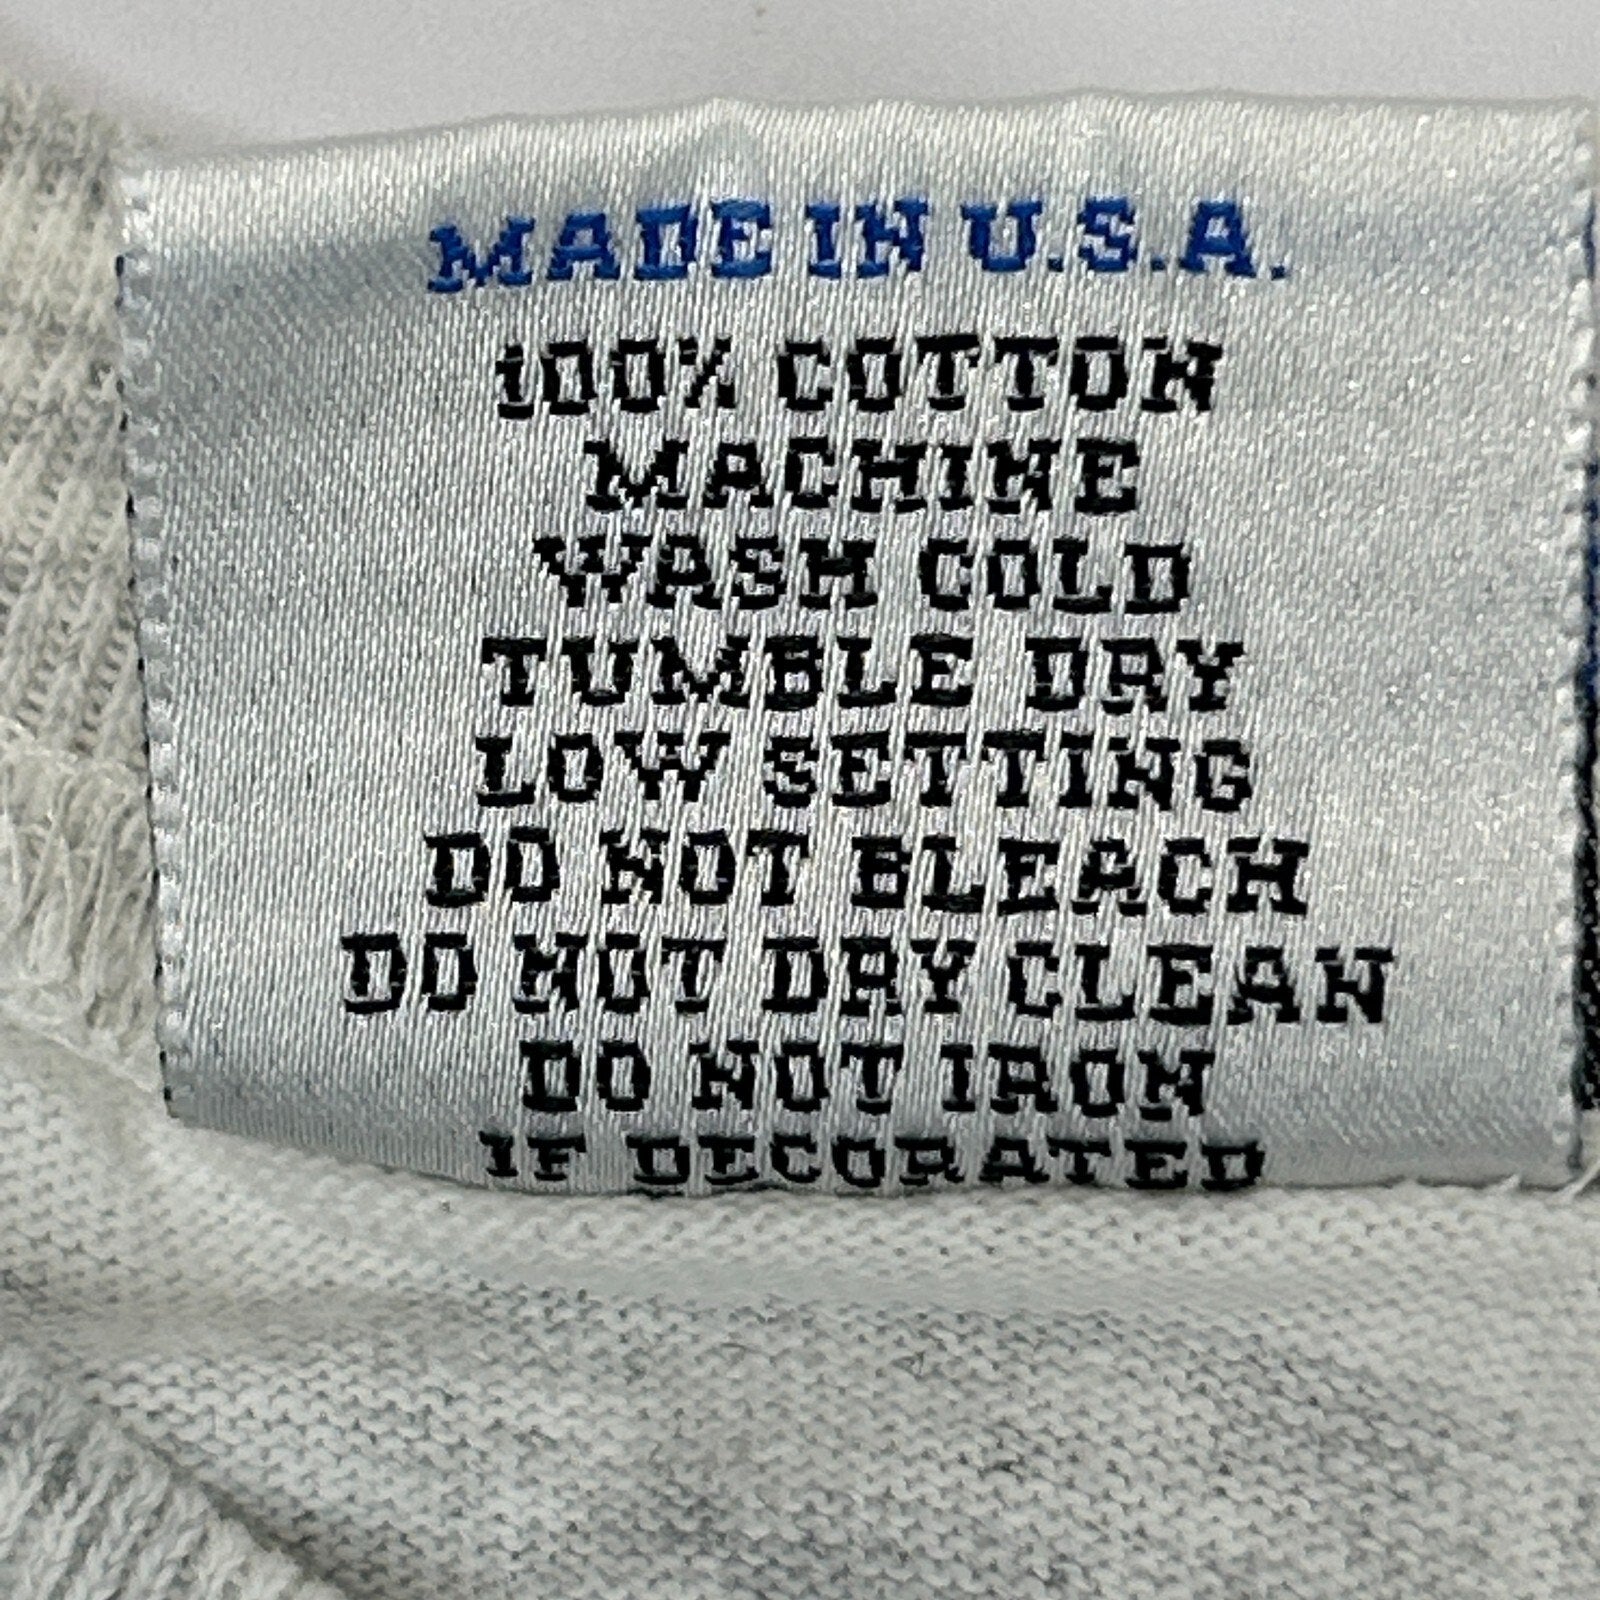 MADE IN U.S.A.
100% COTTON
MACHINE
WASH COLD
TUMBLE DRY
LOW SETTING
DO NOT BLEACH
DO NOT DRY CLEAN
DO NOT IRON
IF DECORATED